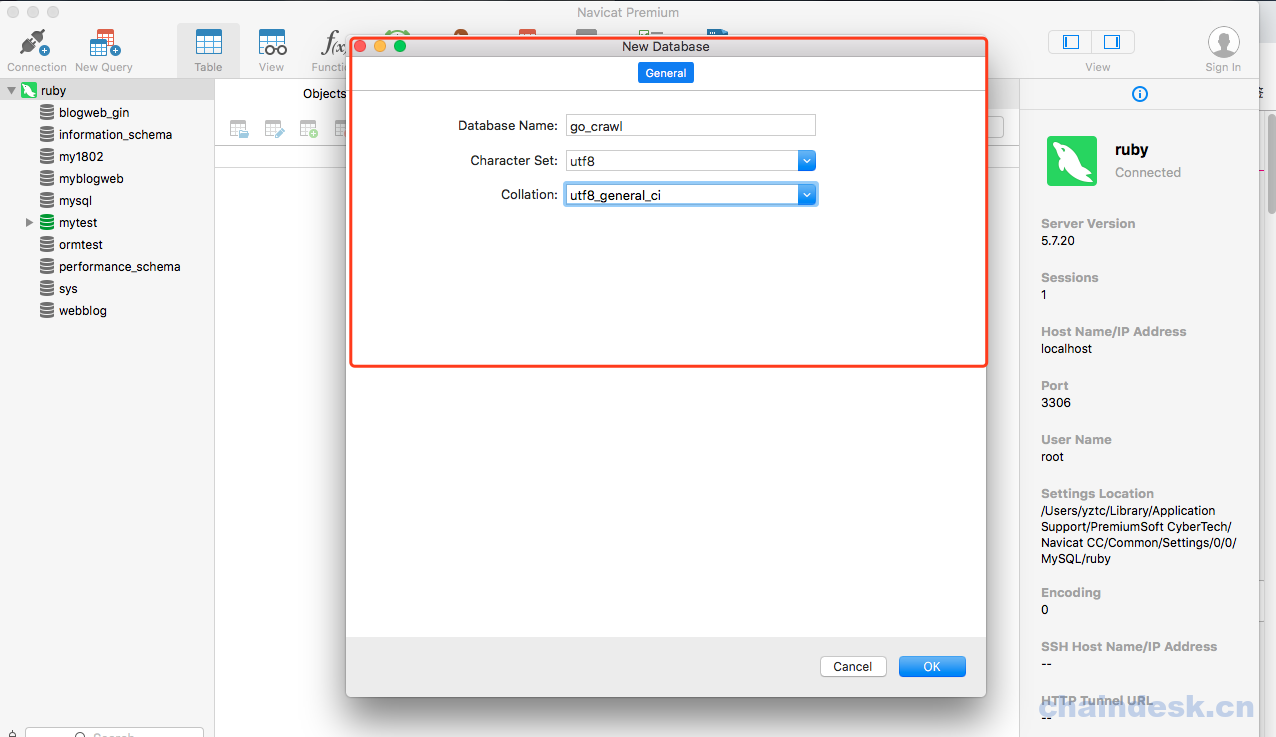 Navicat Premium
Connection
New Query
Table
View
View
Sign In
New Database
General
Objects
Database Name:
go_crawl
Character Set:
utf8
Collation:
utf8_general_ci
Cancel
OK
ruby
blogweb_gin
information_schema
my1802
myblogweb
mysql
mytest
ormtest
performance_schema
sys
webblog
Search
ruby
Connected
Server Version
5.7.20
Sessions
1
Host Name/IP Address
localhost
Port
3306
User Name
root
Settings Location
/Users/yztc/Library/Application
Support/PremiumSoft CyberTech/
Navicat CC/Common/Settings/0/0/
MySQL/ruby
Encoding
0
SSH Host Name/IP Address
--
HTTP Tunnel URL
--
chaindesk.cn